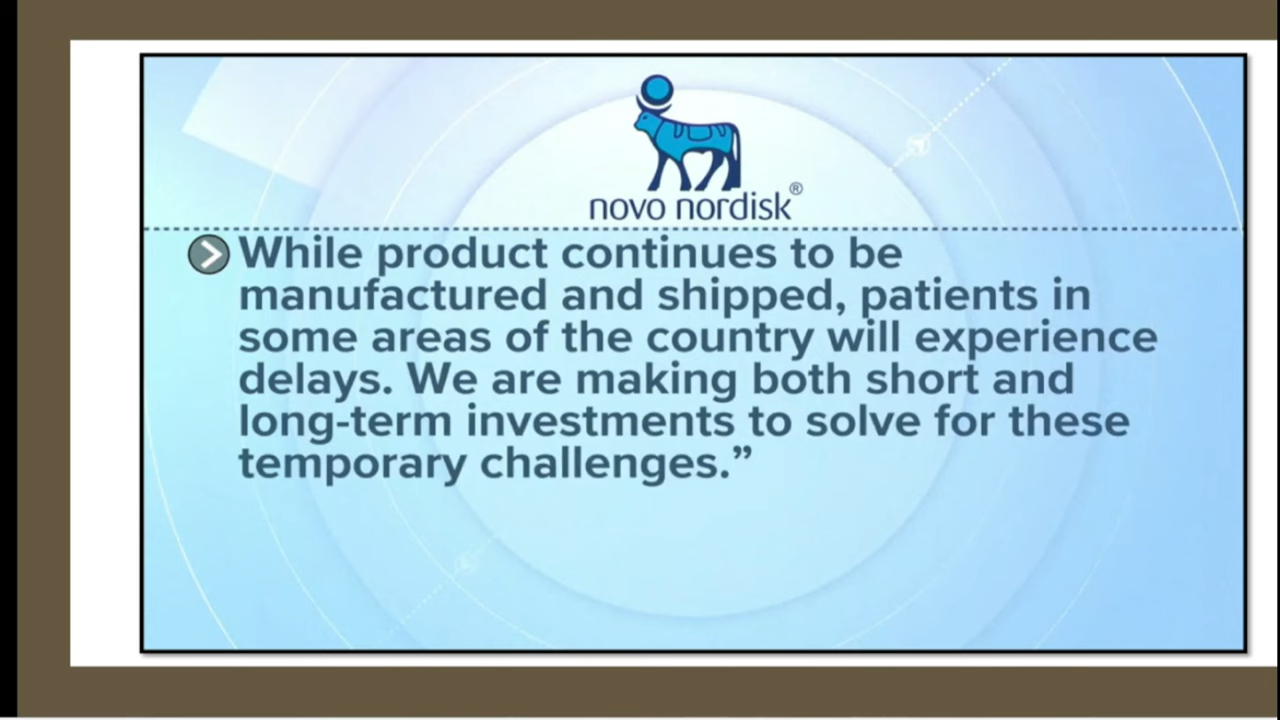 novo nordisk®
While product continues to be
manufactured and shipped, patients in
some areas of the country will experience
delays. We are making both short and
long-term investments to solve for these
temporary challenges.”